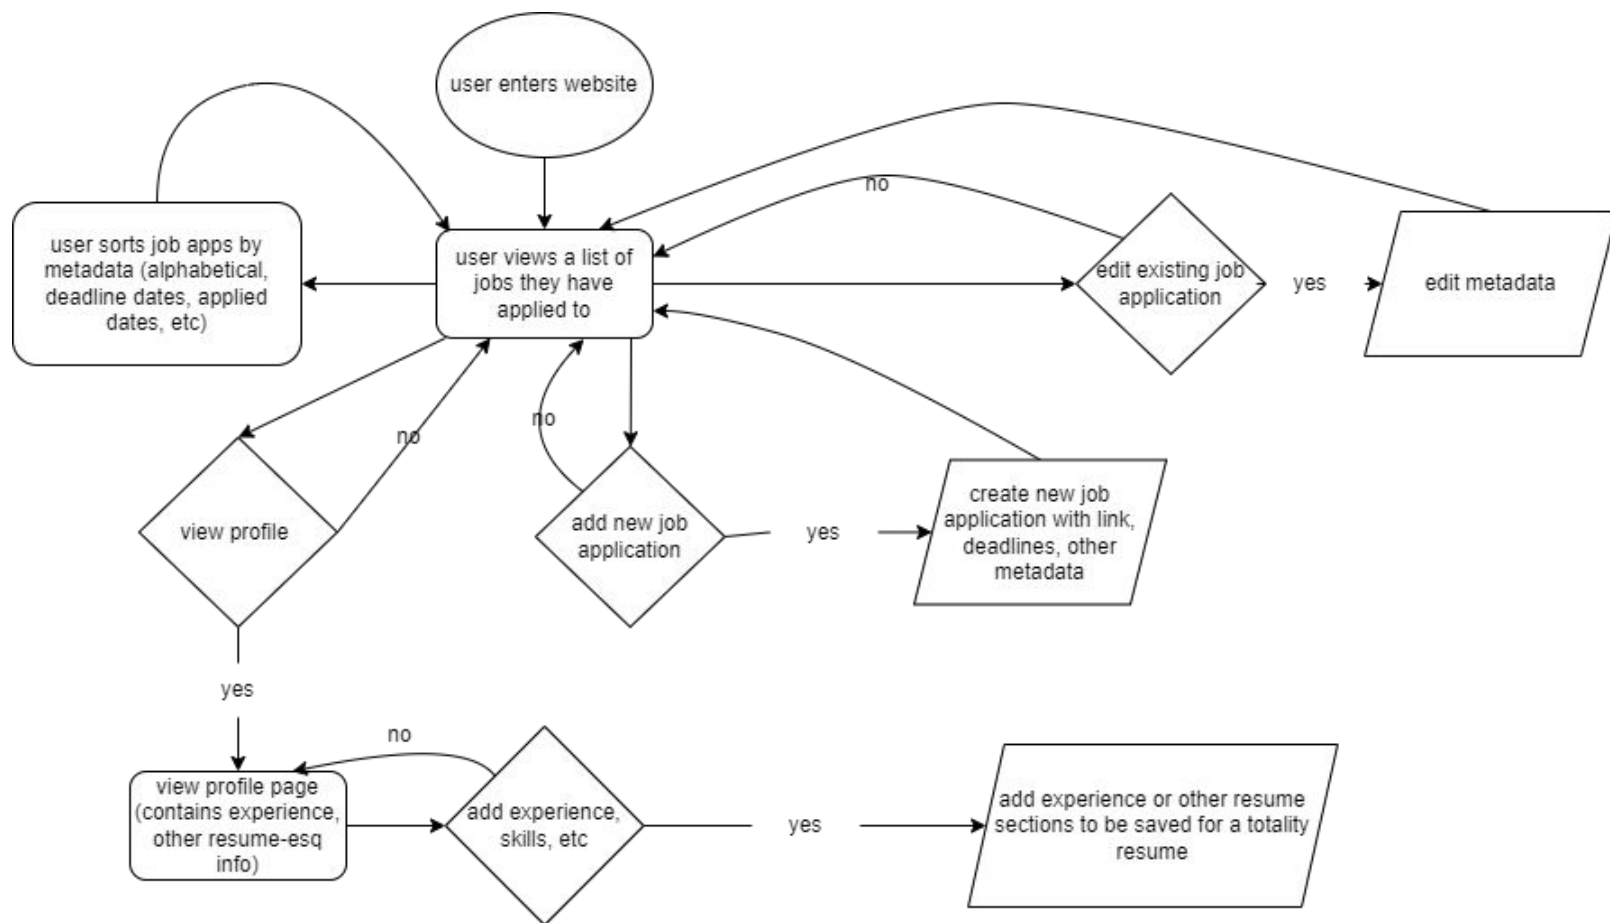 user enters website
no
user sorts job apps by
metadata (alphabetical,
deadline dates, applied
dates, etc)
user views a list of
jobs they have
applied to
edit existing job
application
yes
edit metadata
no
no
view profile
add new job
application
yes
create new job
application with link,
deadlines, other
metadata
yes
no
view profile page
(contains experience,
other resume-esq
info)
add experience,
skills, etc
yes
add experience or other resume
sections to be saved for a totality
resume